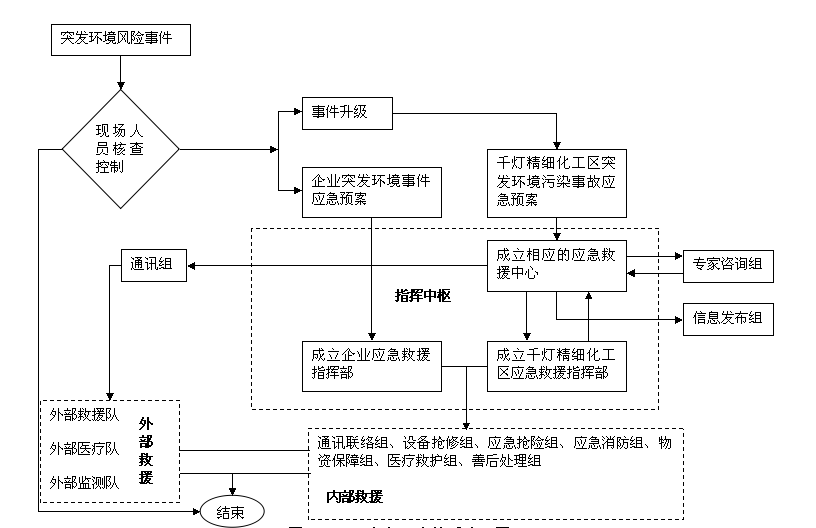 突发环境风险事件
现场人
员核查
控制
事件升级
企业突发环境事件
应急预案
千灯精细化工区突
发环境污染事故应
急预案
通讯组
成立相应的应急救
援中心
专家咨询组
指挥中枢
信息发布组
成立企业应急救援
指挥部
成立千灯精细化工
区应急救援指挥部
外部救援队
外部医疗队
外部监测队
外部救援
通讯联络组、设备抢修组、应急抢险组、应急消防组、物
资保障组、医疗救护组、善后处理组
内部救援
结束